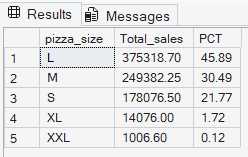 Results Messages
pizza_size Total_sales PCT
1 L 375318.70 45.89
2 M 249382.25 30.49
3 S 178076.50 21.77
4 XL 14076.00 1.72
5 XXL 1006.60 0.12